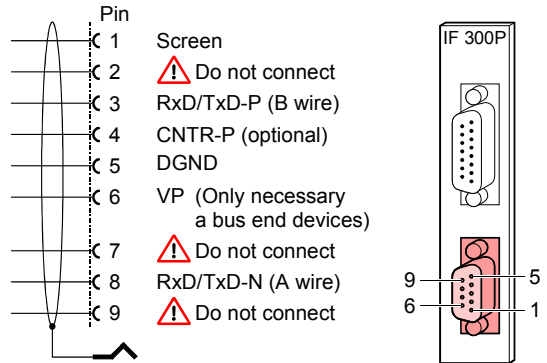 Pin
1 Screen
2 Do not connect
3 RxD/TxD-P (B wire)
4 CNTR-P (optional)
5 DGND
6 VP (Only necessary
a bus end devices)
7 Do not connect
8 RxD/TxD-N (A wire)
9 Do not connect
IF 300P
9 5
6 1